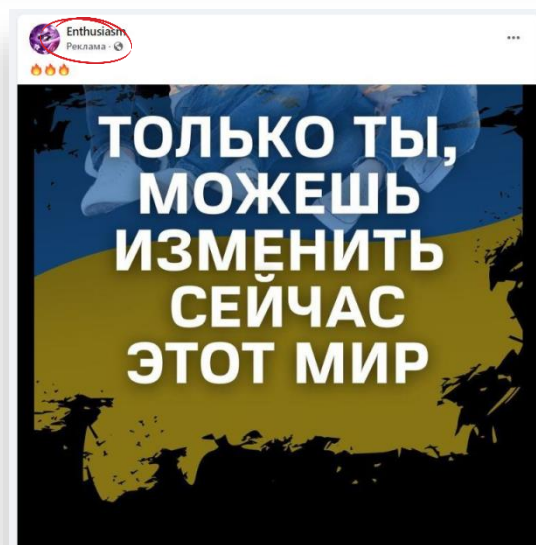 Enthusiasm
Реклама ·
ТОЛЬКО ТЫ,
МОЖЕШЬ
ИЗМЕНИТЬ
СЕЙЧАС
ЭТОТ МИР